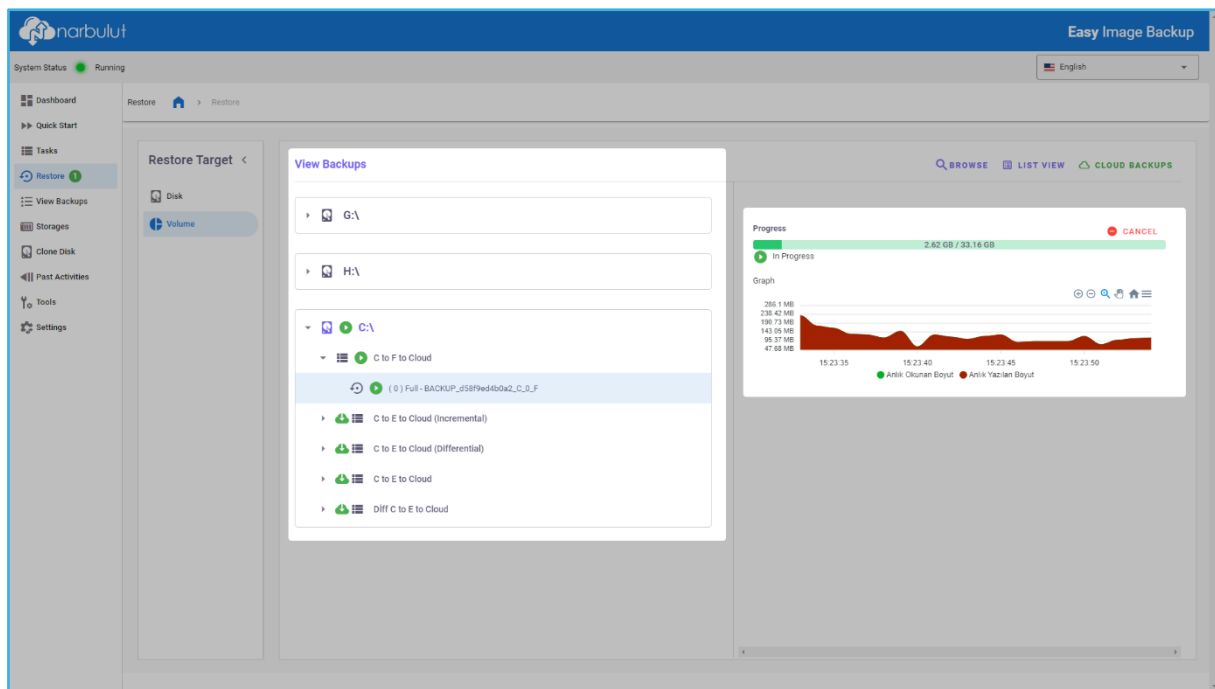 narbulut
Easy Image Backup
System Status Running
English
Dashboard
Quick Start
Tasks
Restore 1
View Backups
Storages
Clone Disk
Past Activities
Tools
Settings
Restore > Restore
Restore Target <
Disk
Volume
View Backups
BROWSE LIST VIEW CLOUD BACKUPS
G:\
H:\
C:\
C to F to Cloud
( 0 ) Full - BACKUP_d58f9ed4b0a2_C_0_F
C to E to Cloud (Incremental)
C to E to Cloud (Differential)
C to E to Cloud
Diff C to E to Cloud
Progress
CANCEL
2.62 GB / 33.16 GB
In Progress
Graph
286.1 MB
238.42 MB
190.73 MB
143.05 MB
95.37 MB
47.68 MB
15:23:35 15:23:40 15:23:45 15:23:50
Anlık Okunan Boyut Anlık Yazılan Boyut